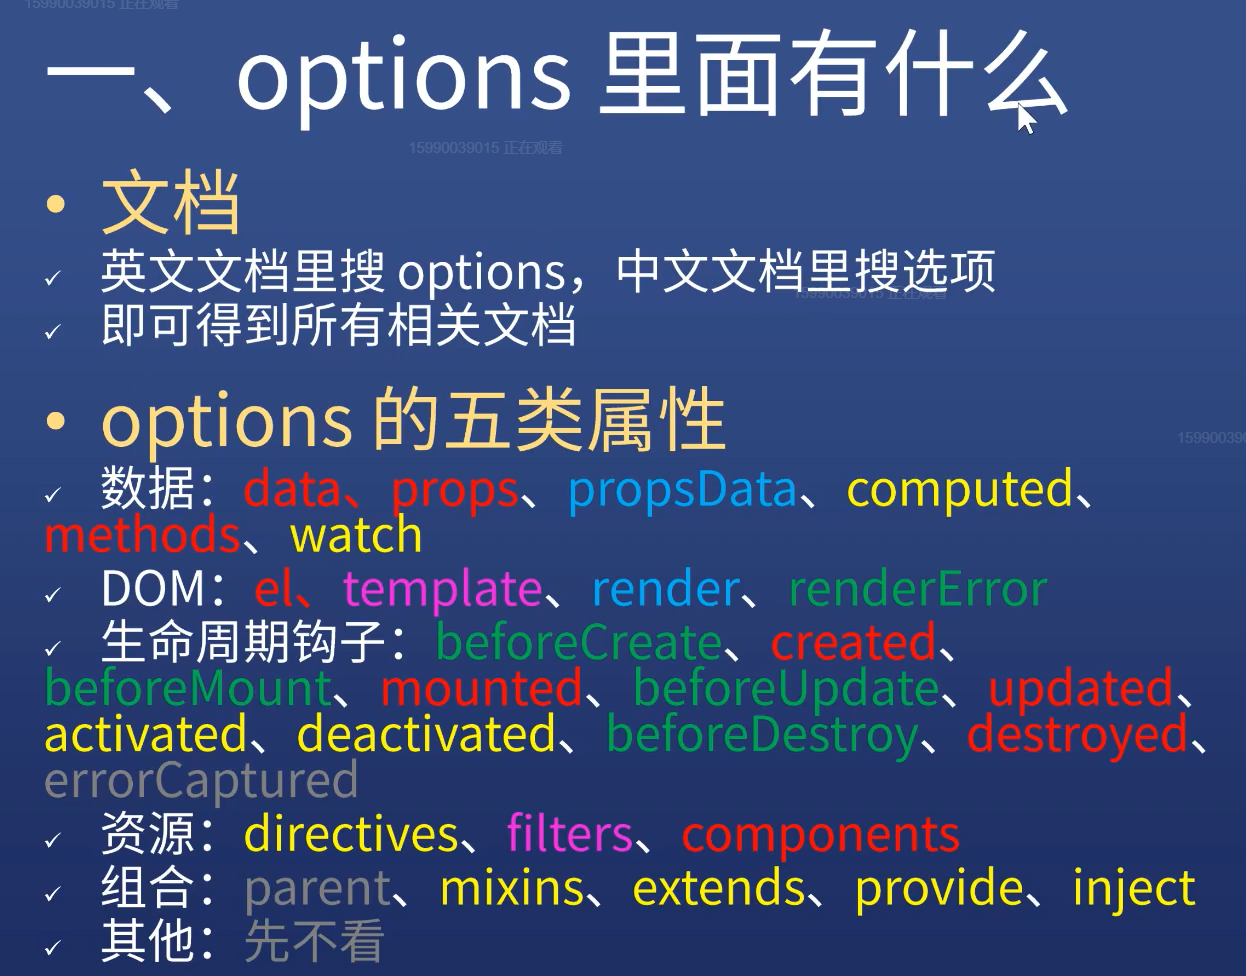 15990039015 正在观看
一、options 里面有什么
15990039015 正在观看
• 文档
✓ 英文文档里搜 options，中文文档里搜选项
15990039015 正在观看
✓ 即可得到所有相关文档
• options 的五类属性
15990039
✓ 数据：data、props、propsData、computed、
methods、watch
✓ DOM：el、template、render、renderError
✓ 生命周期钩子：beforeCreate、created、
beforeMount、mounted、beforeUpdate、updated、
activated、deactivated、beforeDestroy、destroyed、
errorCaptured
✓ 资源：directives、filters、components
✓ 组合：parent、mixins、extends、provide、inject
✓ 其他：先不看